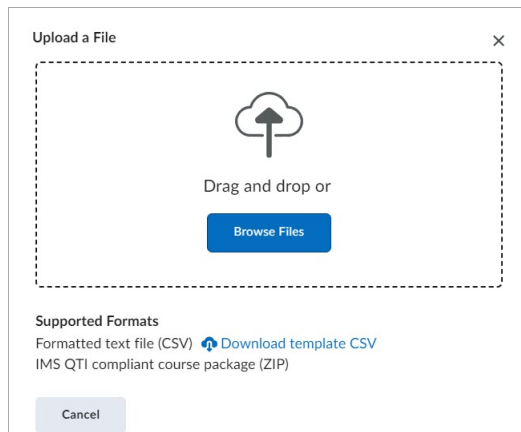 Upload a File
Drag and drop or
Browse Files
Supported Formats
Formatted text file (CSV) Download template CSV
IMS QTI compliant course package (ZIP)
Cancel